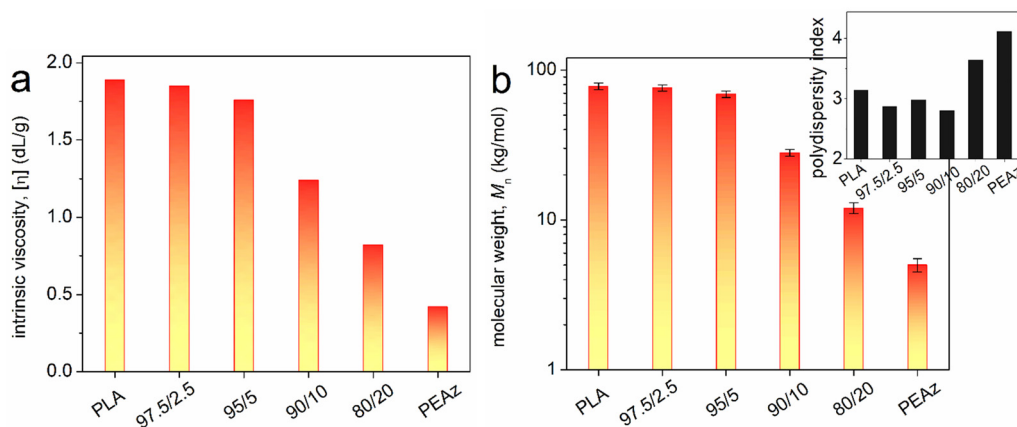 a
intrinsic viscosity, [η] (dL/g)
2.0
1.5
1.0
0.5
0.0
PLA
97.5/2.5
95/5
90/10
80/20
PEAz
b
molecular weight, Mn (kg/mol)
100
10
1
PLA
97.5/2.5
95/5
90/10
80/20
PEAz
polydispersity index
4
3
2
PLA
97.5/2.5
95/5
90/10
80/20
PEAz